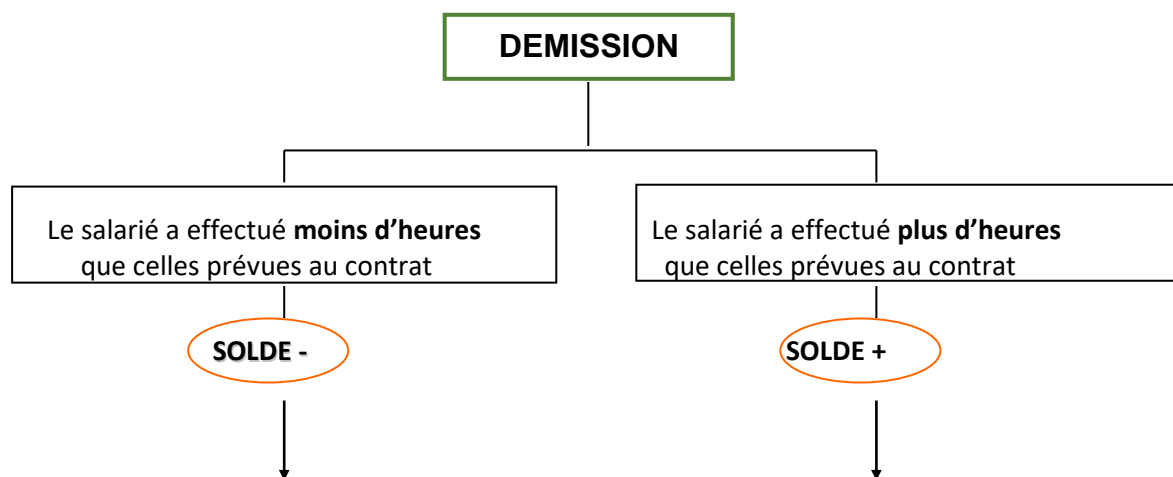 DEMISSION
Le salarié a effectué moins d’heures
que celles prévues au contrat
Le salarié a effectué plus d’heures
que celles prévues au contrat
SOLDE -
SOLDE +